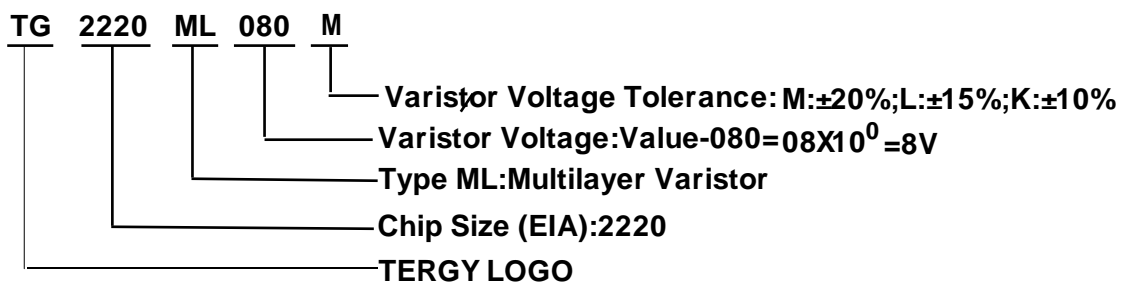 TG 2220 ML 080 M
Varistor Voltage Tolerance: M:±20%;L:±15%;K:±10%
Varistor Voltage:Value-080=08X10⁰ =8V
Type ML:Multilayer Varistor
Chip Size (EIA):2220
TERGY LOGO